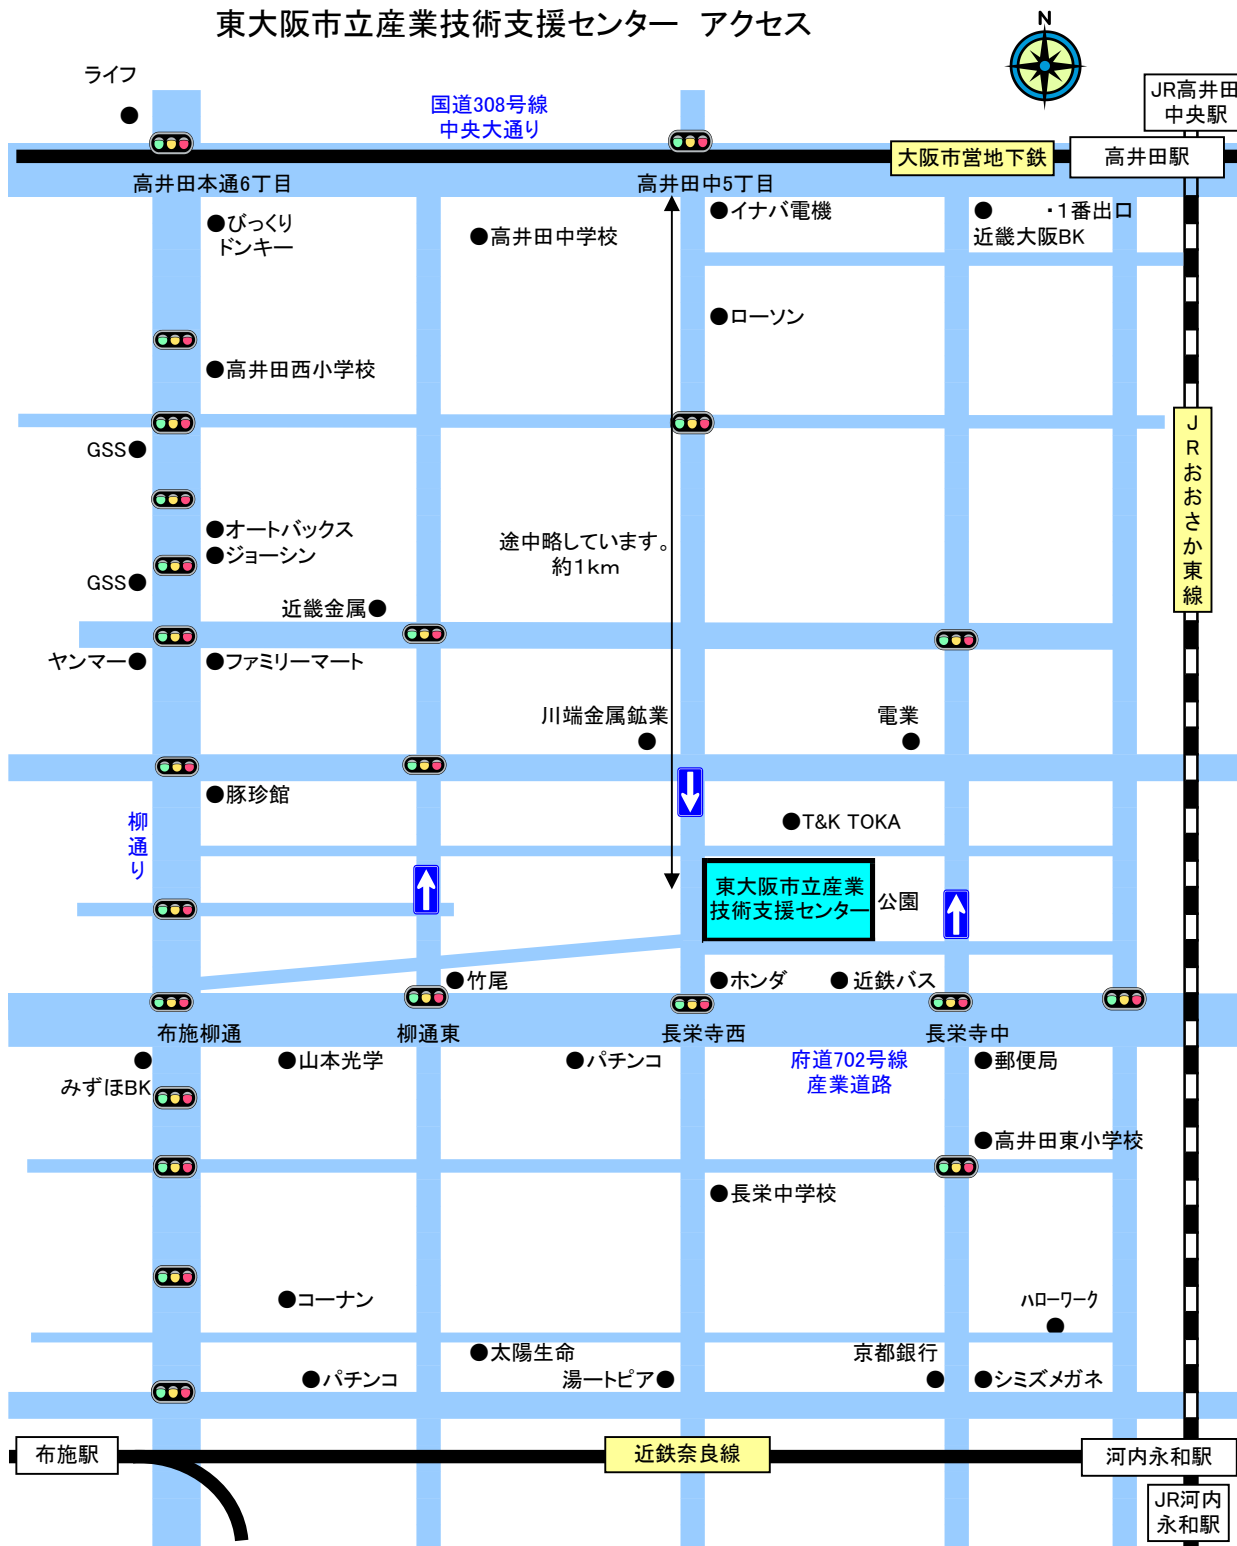 東大阪市立産業技術支援センター アクセス
N
ライフ
国道308号線
中央大通り
JR高井田
中央駅
大阪市営地下鉄
高井田駅
高井田本通6丁目
高井田中5丁目
●びっくり
ドンキー
●高井田中学校
●イナバ電機
・1番出口
近畿大阪BK
●ローソン
●高井田西小学校
GSS●
JRおおさか東線
●オートバックス
●ジョーシン
途中略しています。
約1km
GSS●
近畿金属●
ヤンマー●
●ファミリーマート
川端金属鉱業
電業
●豚珍館
柳通り
●T&K TOKA
東大阪市立産業
技術支援センター
公園
●竹尾
●ホンダ
●近鉄バス
布施柳通
柳通東
長栄寺西
長栄寺中
みずほBK
●山本光学
●パチンコ
府道702号線
産業道路
●郵便局
●高井田東小学校
●長栄中学校
●コーナン
ﾊﾛｰﾜｰｸ
●太陽生命
京都銀行
●パチンコ
湯ートピア●
●シミズメガネ
布施駅
近鉄奈良線
河内永和駅
JR河内
永和駅